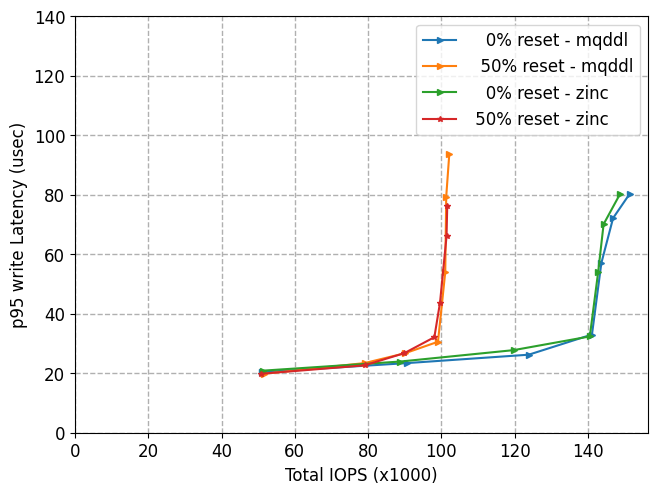 140
120
100
80
60
40
20
0
p95 write Latency (usec)
0% reset - mqddl
50% reset - mqddl
0% reset - zinc
50% reset - zinc
0 20 40 60 80 100 120 140
Total IOPS (x1000)